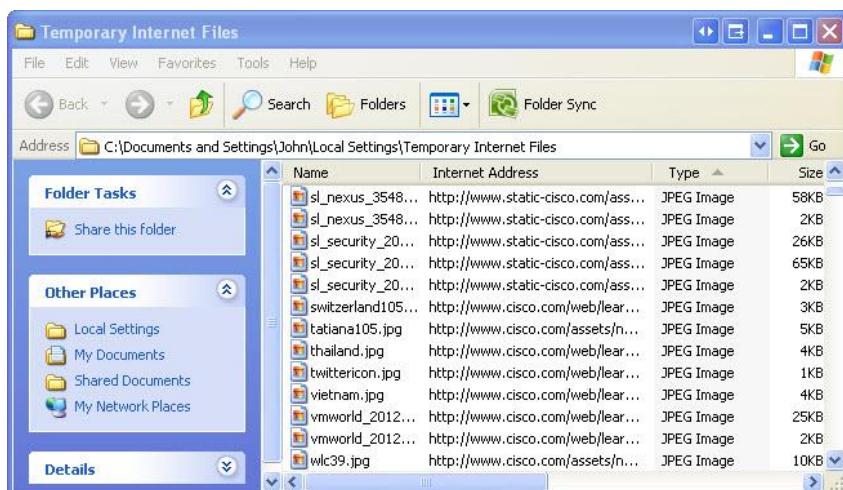 Temporary Internet Files
File Edit View Favorites Tools Help
Back Search Folders Folder Sync
Address C:\Documents and Settings\John\Local Settings\Temporary Internet Files Go
Folder Tasks
Share this folder
Other Places
Local Settings
My Documents
Shared Documents
My Network Places
Details
Name Internet Address Type Size
sl_nexus_3548... http://www.static-cisco.com/ass... JPEG Image 58KB
sl_nexus_3548... http://www.static-cisco.com/ass... JPEG Image 2KB
sl_security_20... http://www.static-cisco.com/ass... JPEG Image 26KB
sl_security_20... http://www.static-cisco.com/ass... JPEG Image 65KB
sl_security_20... http://www.static-cisco.com/ass... JPEG Image 2KB
switzerland105... http://www.cisco.com/web/lear... JPEG Image 3KB
tatiana105.jpg http://www.cisco.com/assets/n... JPEG Image 5KB
thailand.jpg http://www.cisco.com/web/lear... JPEG Image 4KB
twittericon.jpg http://www.cisco.com/web/lear... JPEG Image 1KB
vietnam.jpg http://www.cisco.com/web/lear... JPEG Image 4KB
vmworld_2012... http://www.cisco.com/web/lear... JPEG Image 25KB
vmworld_2012... http://www.cisco.com/web/lear... JPEG Image 2KB
wlc39.jpg http://www.cisco.com/assets/n... JPEG Image 10KB